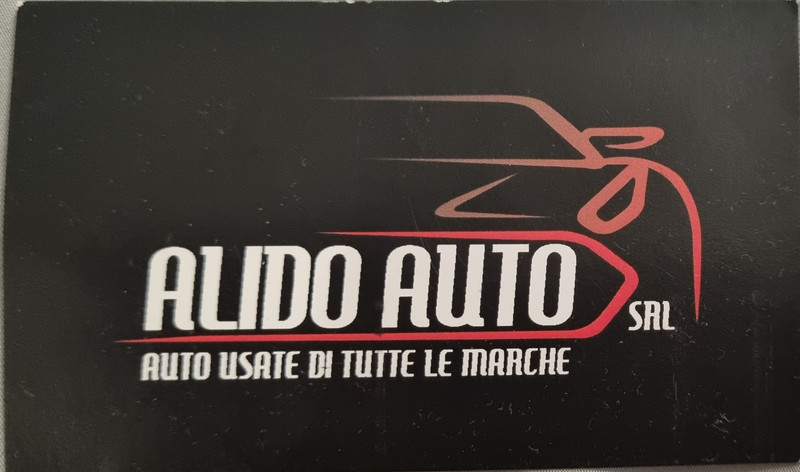 ALIDO AUTO
SRL
AUTO USATE DI TUTTE LE MARCHE